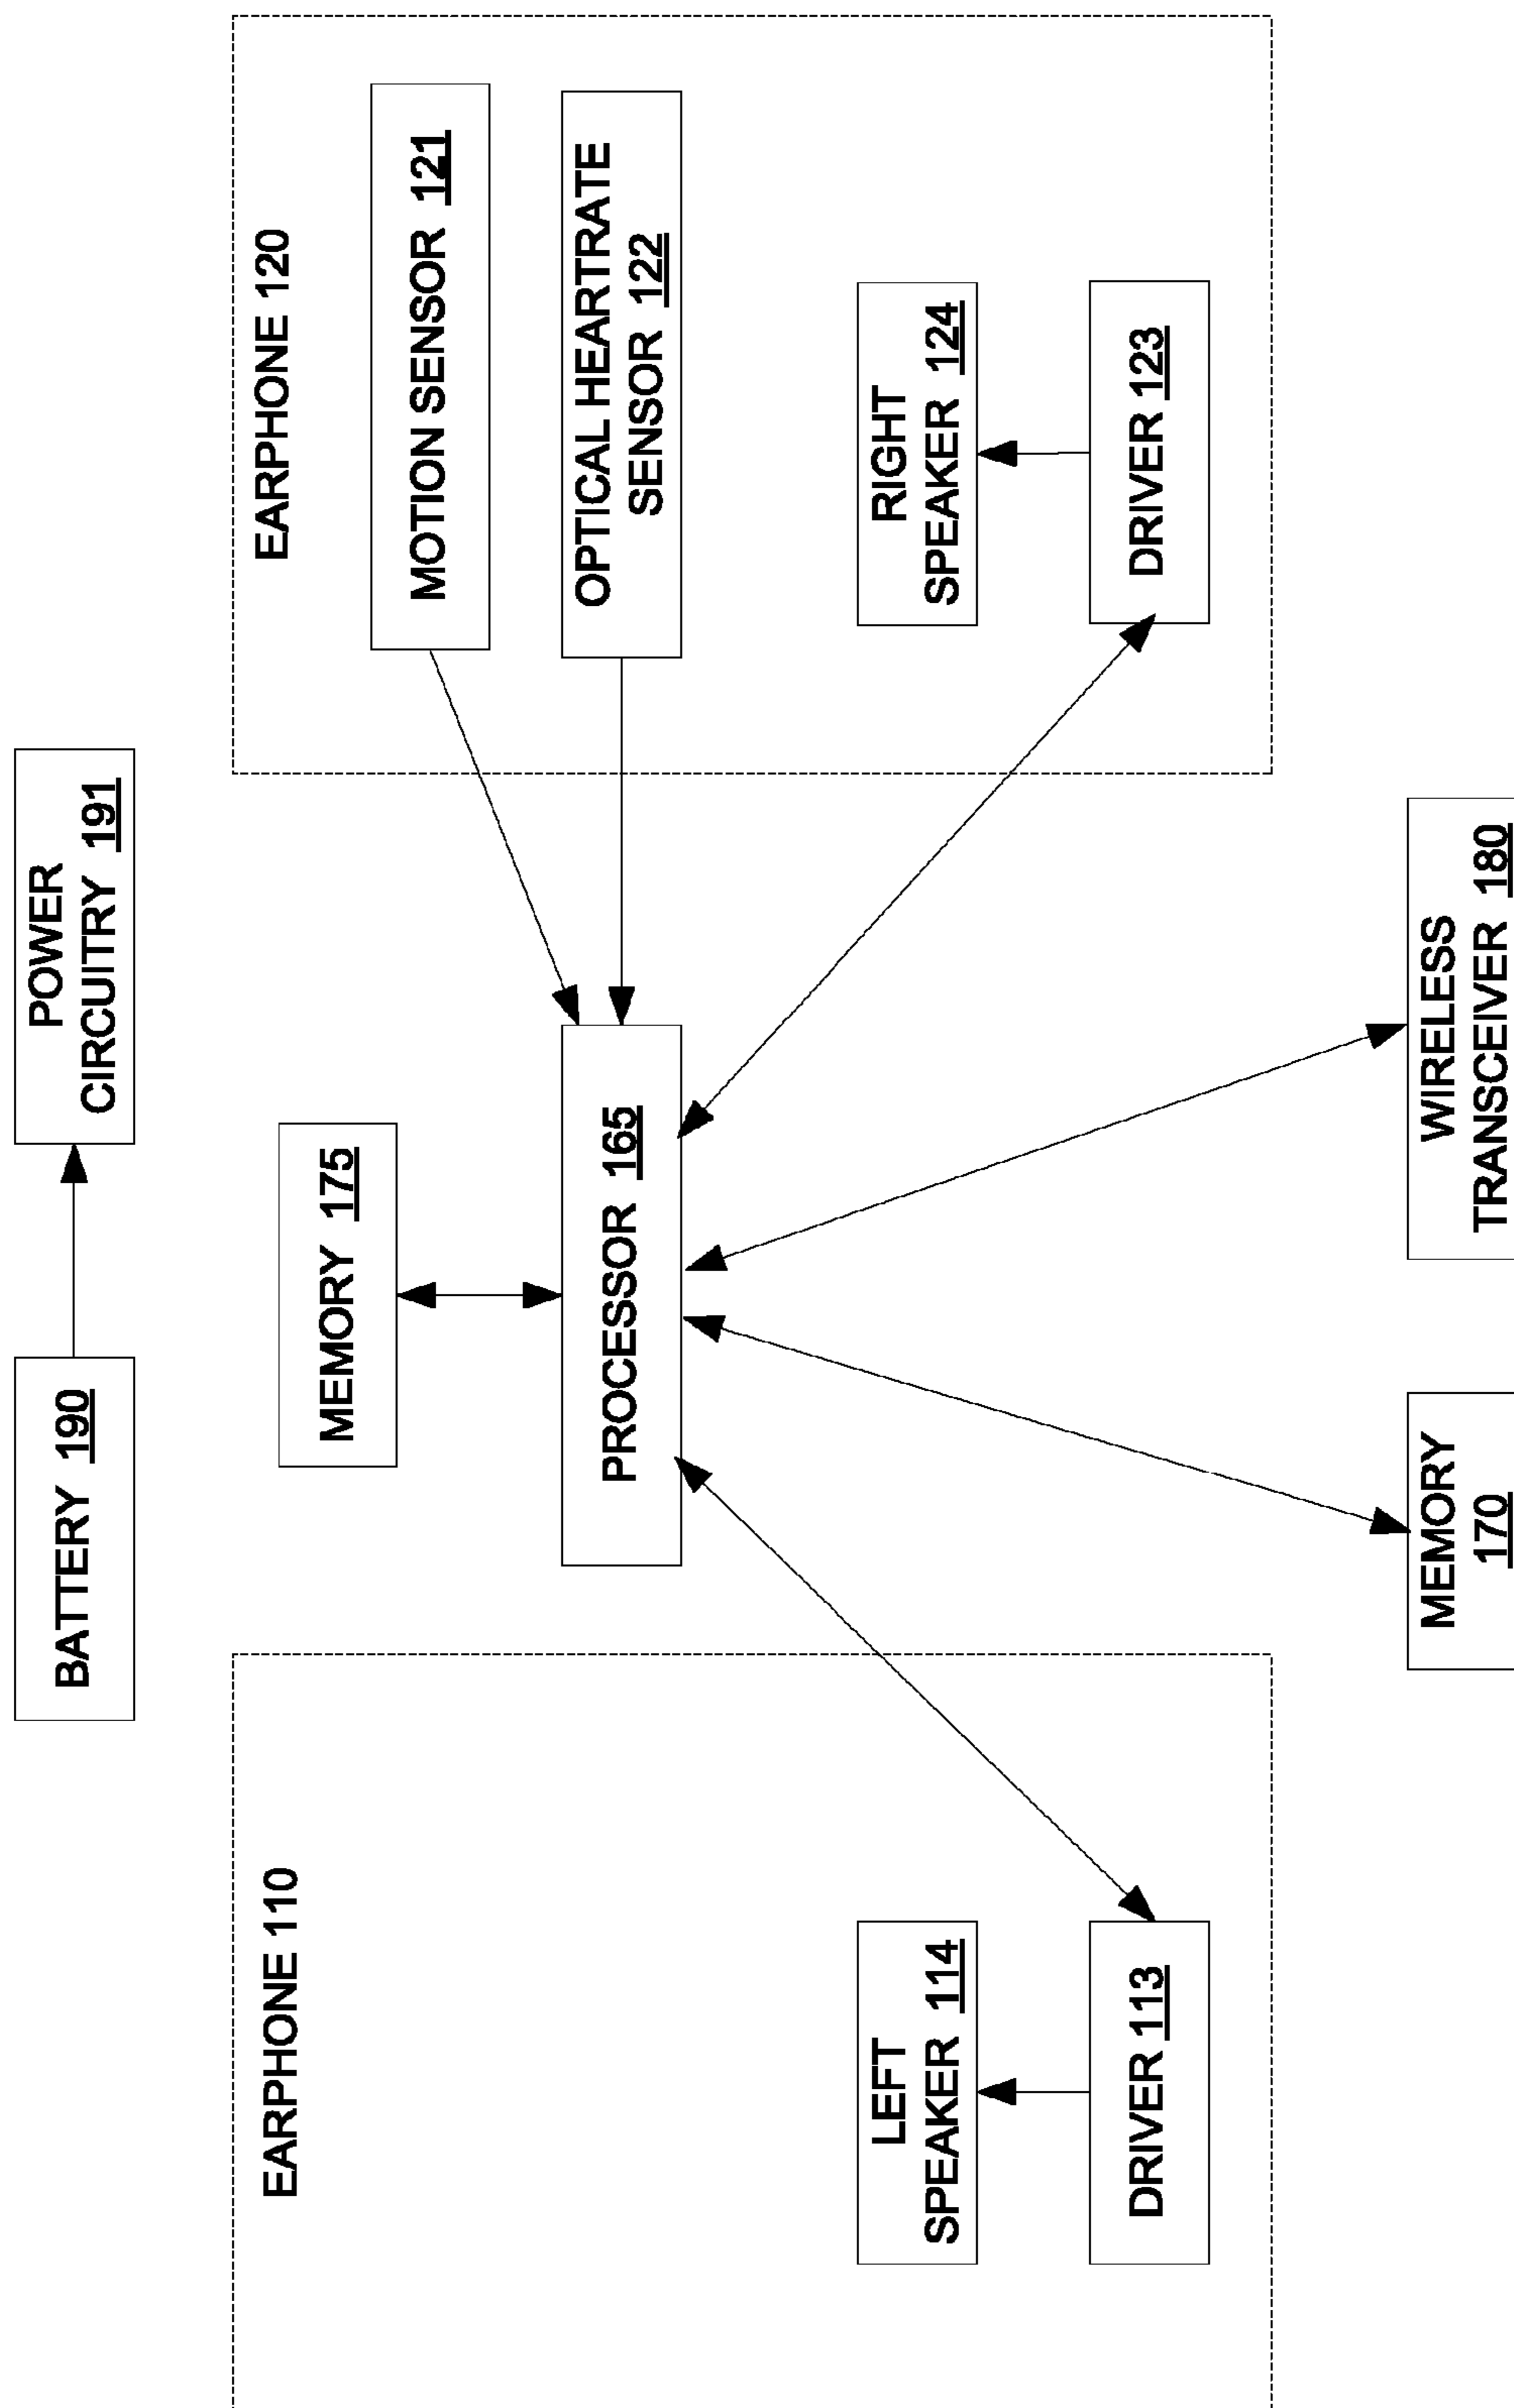 BATTERY 190
POWER
CIRCUITRY 191
EARPHONE 110
EARPHONE 120
MEMORY 175
MOTION SENSOR 121
PROCESSOR 165
OPTICAL HEARTRATE
SENSOR 122
LEFT
SPEAKER 114
RIGHT
SPEAKER 124
DRIVER 113
DRIVER 123
MEMORY
170
WIRELESS
TRANSCEIVER 180